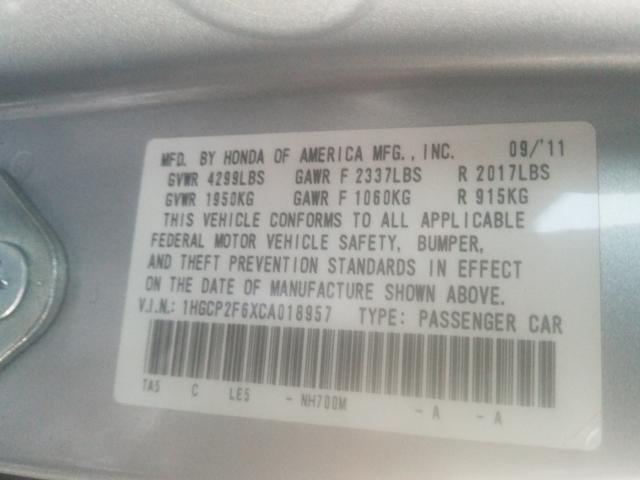 MFD. BY HONDA OF AMERICA MFG., INC. 09/'11
GVWR 4299LBS GAWR F 2337LBS R 2017LBS
GVWR 1950KG GAWR F 1060KG R 915KG
THIS VEHICLE CONFORMS TO ALL APPLICABLE
FEDERAL MOTOR VEHICLE SAFETY, BUMPER,
AND THEFT PREVENTION STANDARDS IN EFFECT
ON THE DATE OF MANUFACTURE SHOWN ABOVE.
V.I.N.: 1HGCP2F6XCA018957 TYPE: PASSENGER CAR
TA5 C LE5 - NH700M - A - A